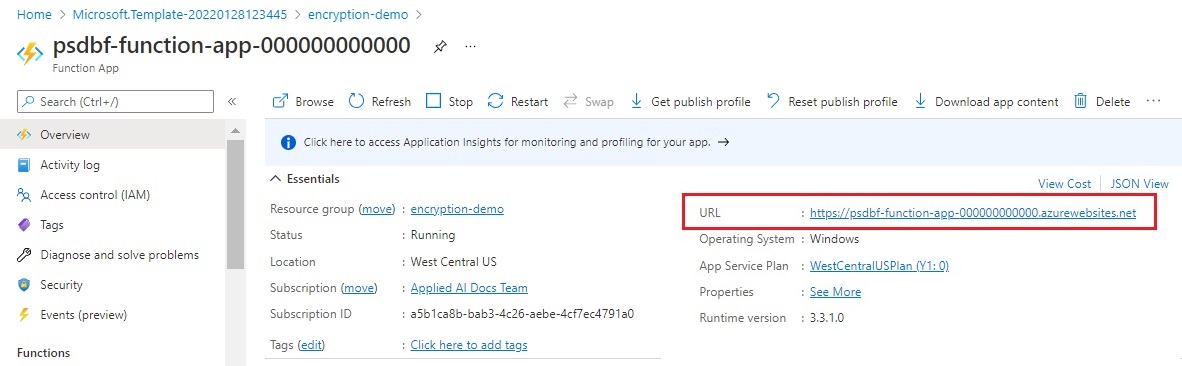 Home > Microsoft.Template-20220128123445 > encryption-demo >
psdbf-function-app-000000000000 ...
Function App
Search (Ctrl+/) «
Browse Refresh Stop Restart Swap Get publish profile Reset publish profile Download app content Delete ...
Overview
Activity log
Access control (IAM)
Tags
Diagnose and solve problems
Security
Events (preview)
Functions
Click here to access Application Insights for monitoring and profiling for your app. →
Essentials
View Cost JSON View
Resource group (move) : encryption-demo
Status : Running
Location : West Central US
Subscription (move) : Applied AI Docs Team
Subscription ID : a5b1ca8b-bab3-4c26-aebe-4cf7ec4791a0
Tags (edit) : Click here to add tags
URL : https://psdbf-function-app-000000000000.azurewebsites.net
Operating System : Windows
App Service Plan : WestCentralUSPlan (Y1: 0)
Properties : See More
Runtime version : 3.3.1.0